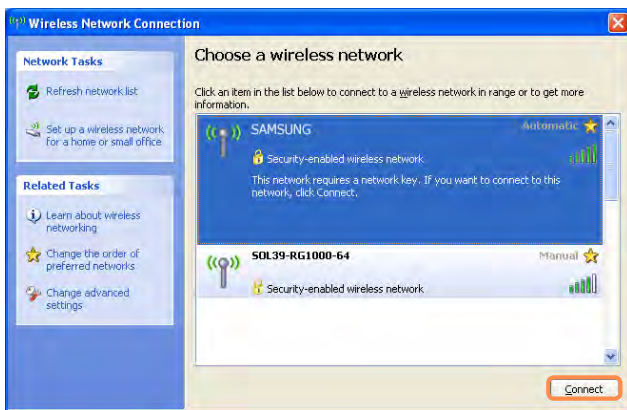 Wireless Network Connection
Network Tasks
Refresh network list
Set up a wireless network
for a home or small office
Related Tasks
Learn about wireless
networking
Change the order of
preferred networks
Change advanced
settings
Choose a wireless network
Click an item in the list below to connect to a wireless network in range or to get more
information.
SAMSUNG
Automatic
Security-enabled wireless network
This network requires a network key. If you want to connect to this
network, click Connect.
SOL39-RG1000-64
Manual
Security-enabled wireless network
Connect